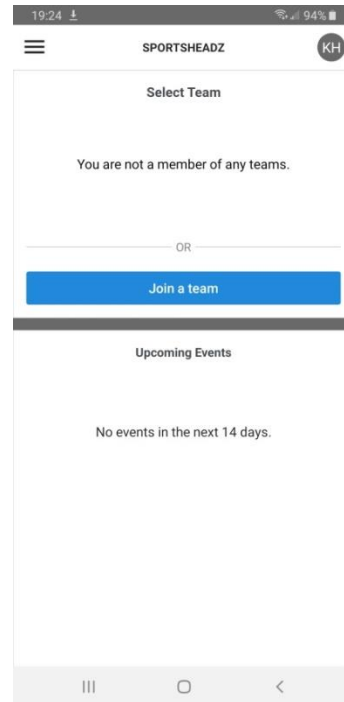 19:24 94%
SPORTSHEADZ KH
Select Team
You are not a member of any teams.
OR
Join a team
Upcoming Events
No events in the next 14 days.